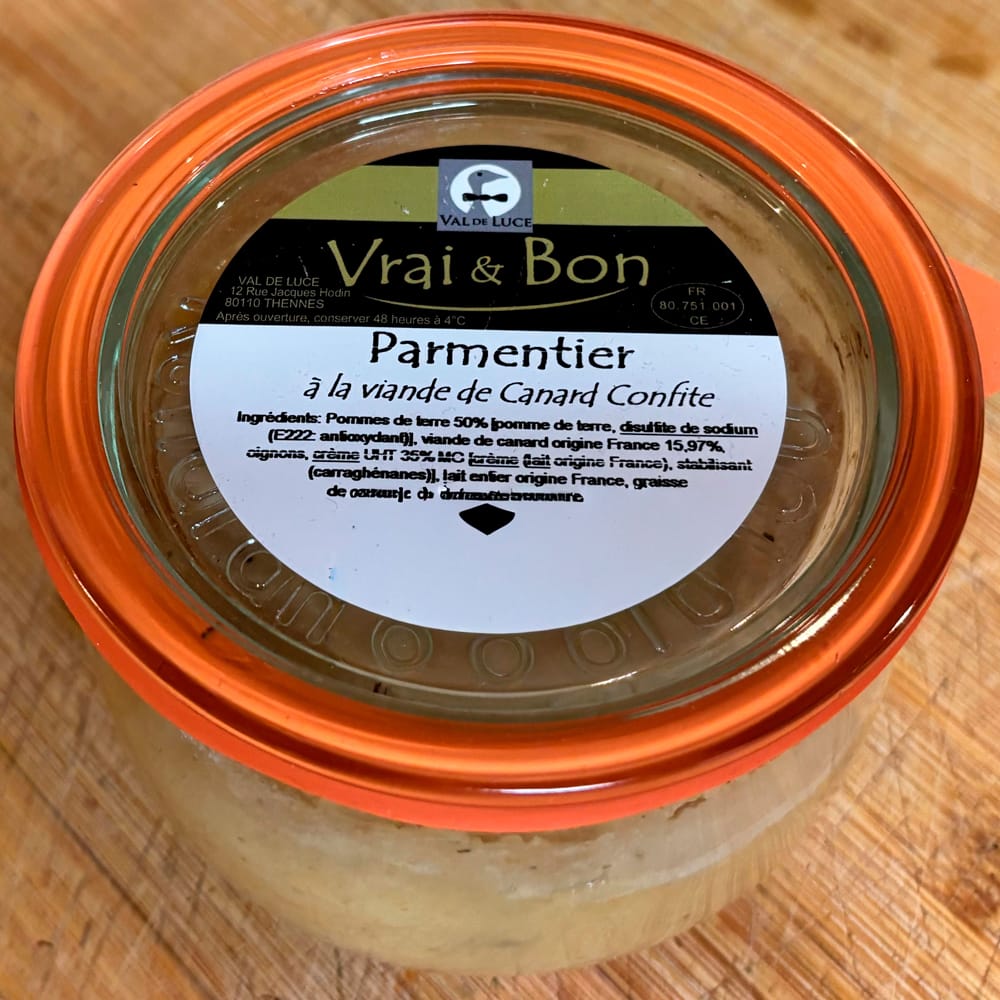 VAL DE LUCE
Vrai & Bon
VAL DE LUCE
12 Rue Jacques Hodin
80110 THENNES
Après ouverture, conserver 48 heures à 4°C
FR
80.751.001
CE
Parmentier
à la viande de Canard Confite
Ingrédients: Pommes de terre 50% [pomme de terre, disulfite de sodium
(E222: antioxydant)], viande de canard origine France 15,97%,
oignons, crème UHT 35% MG [crème (lait origine France), stabilisant
(carraghénanes)], lait entier origine France, graisse
de